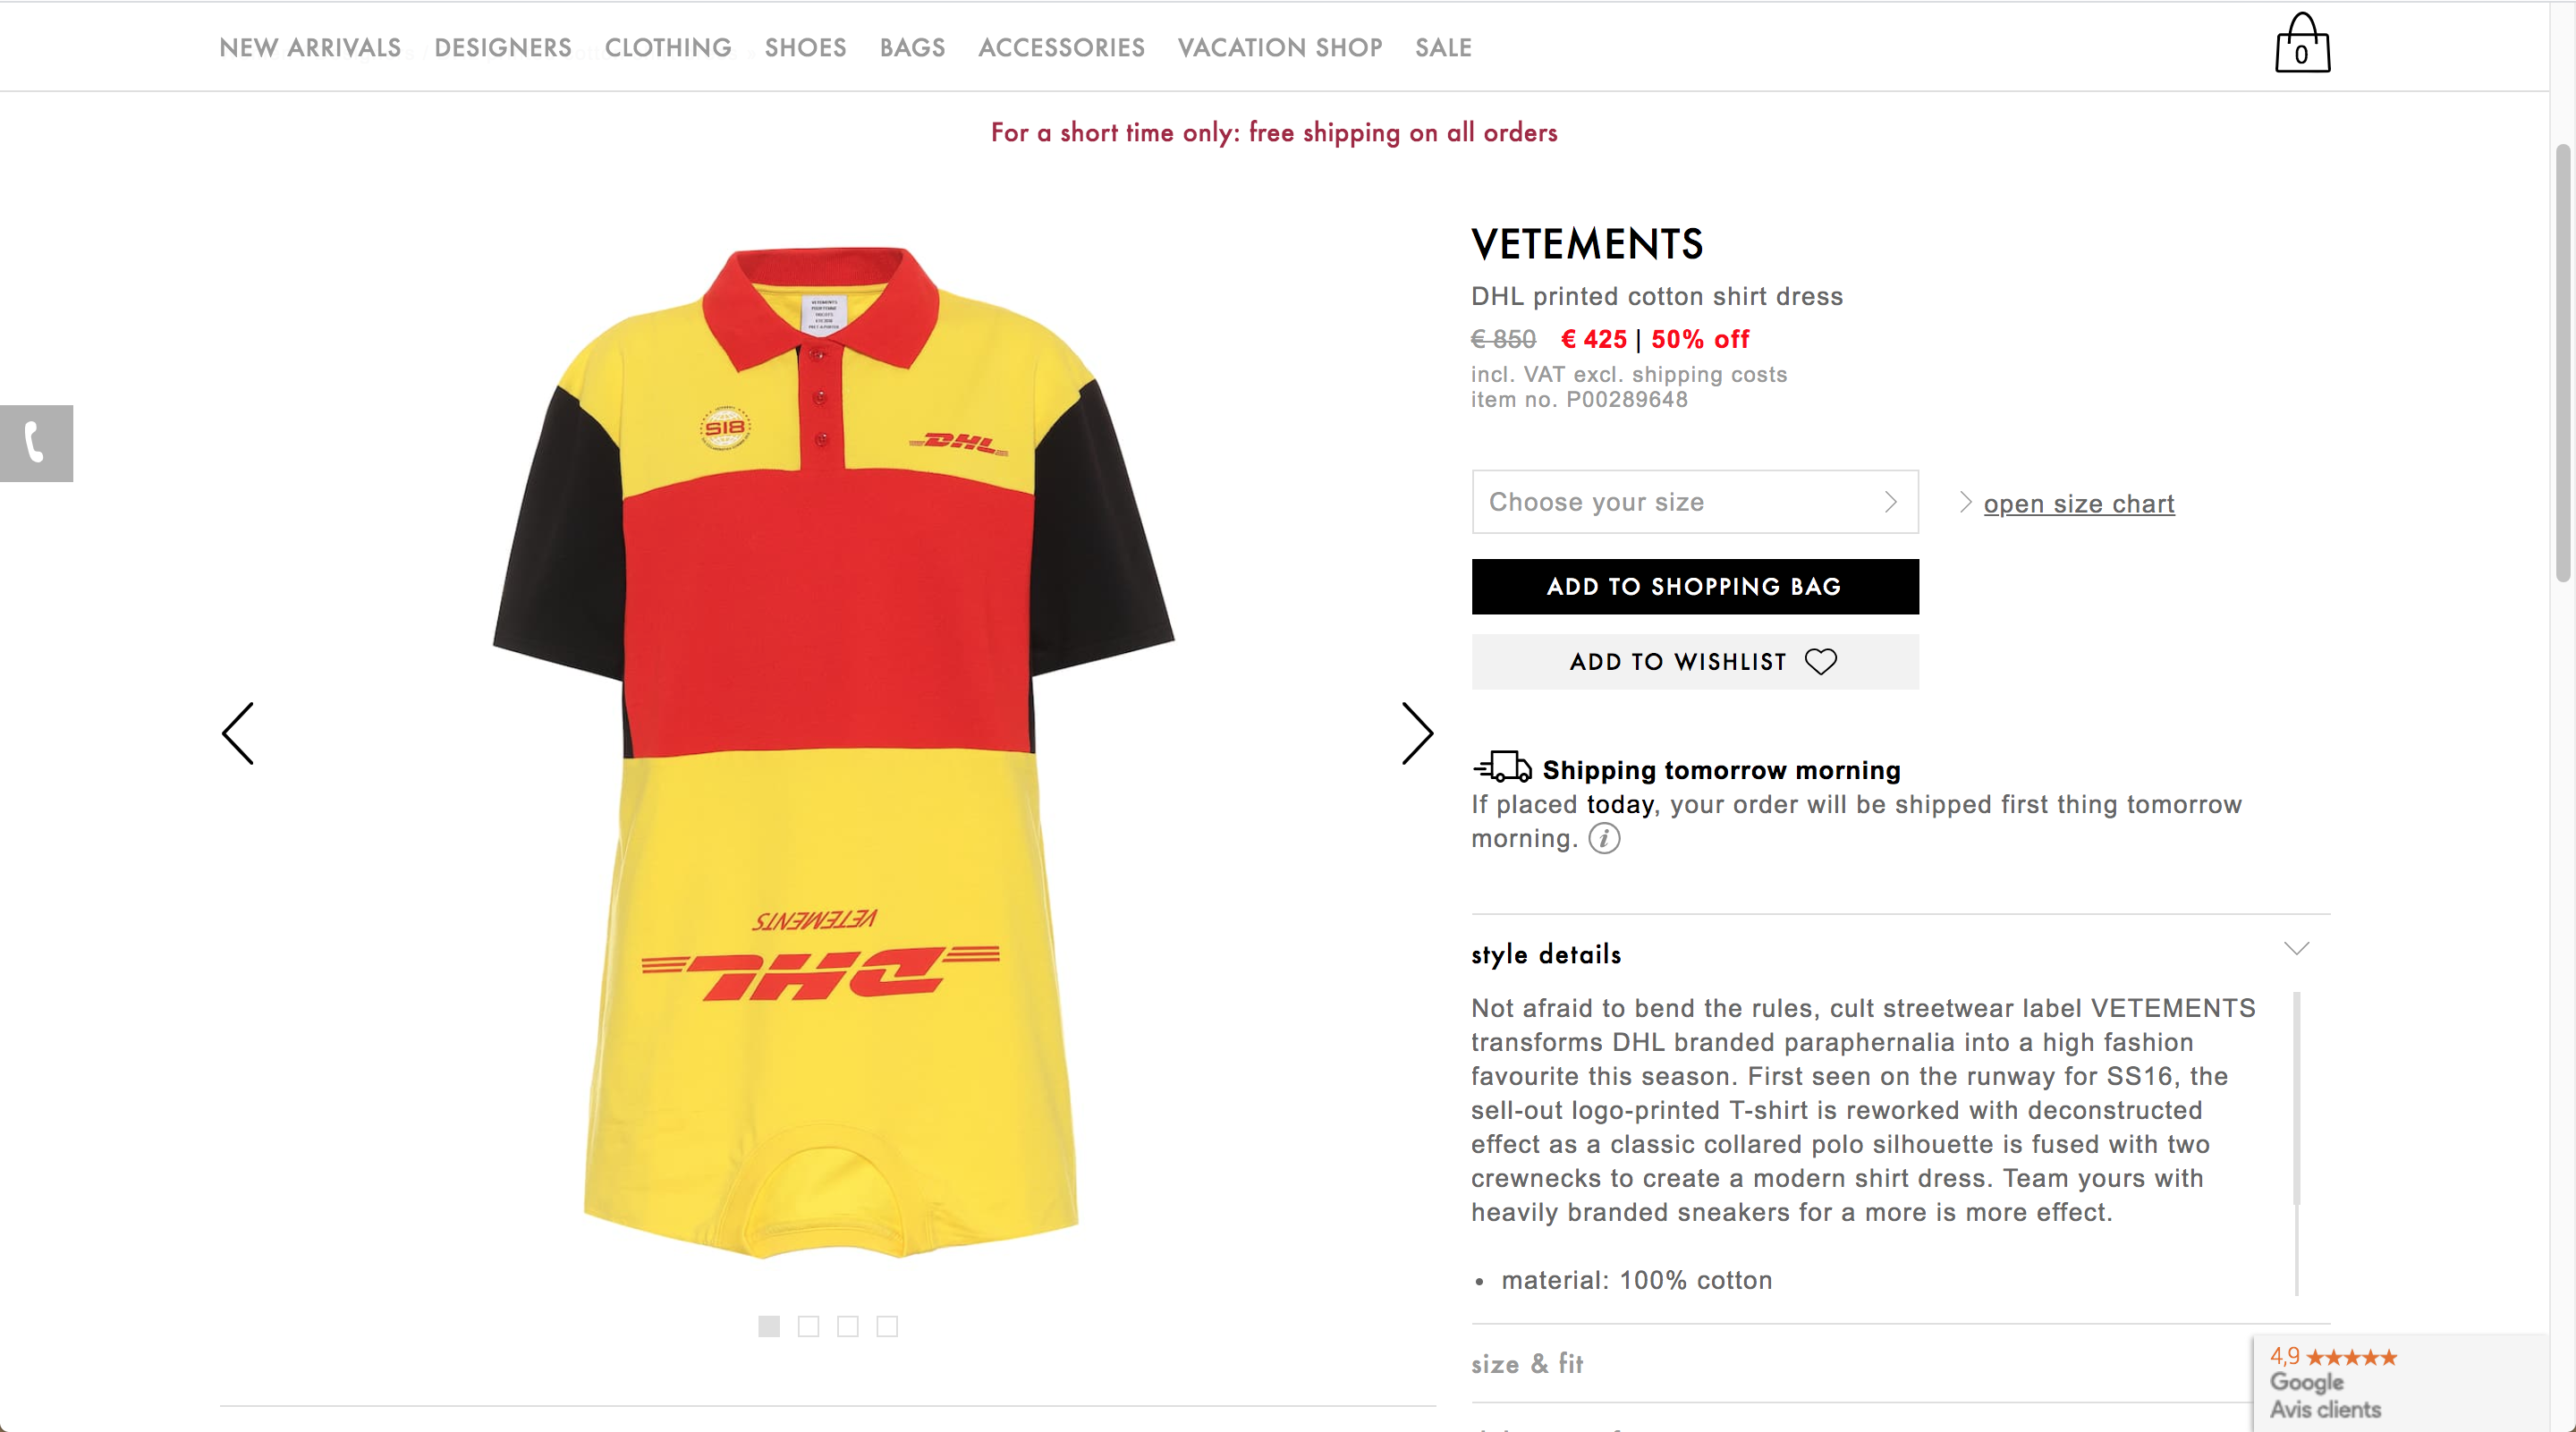 NEW ARRIVALS DESIGNERS CLOTHING SHOES BAGS ACCESSORIES VACATION SHOP SALE
0
For a short time only: free shipping on all orders
VETEMENTS
DHL printed cotton shirt dress
€ 850 € 425 | 50% off
incl. VAT excl. shipping costs
item no. P00289648
Choose your size
open size chart
ADD TO SHOPPING BAG
ADD TO WISHLIST
Shipping tomorrow morning
If placed today, your order will be shipped first thing tomorrow
morning. i
style details
Not afraid to bend the rules, cult streetwear label VETEMENTS
transforms DHL branded paraphernalia into a high fashion
favourite this season. First seen on the runway for SS16, the
sell-out logo-printed T-shirt is reworked with deconstructed
effect as a classic collared polo silhouette is fused with two
crewnecks to create a modern shirt dress. Team yours with
heavily branded sneakers for a more is more effect.
• material: 100% cotton
size & fit
4,9 ★★★★★
Google
Avis clients
VETEMENTS
S18
DHL
VETEMENTS
DHL